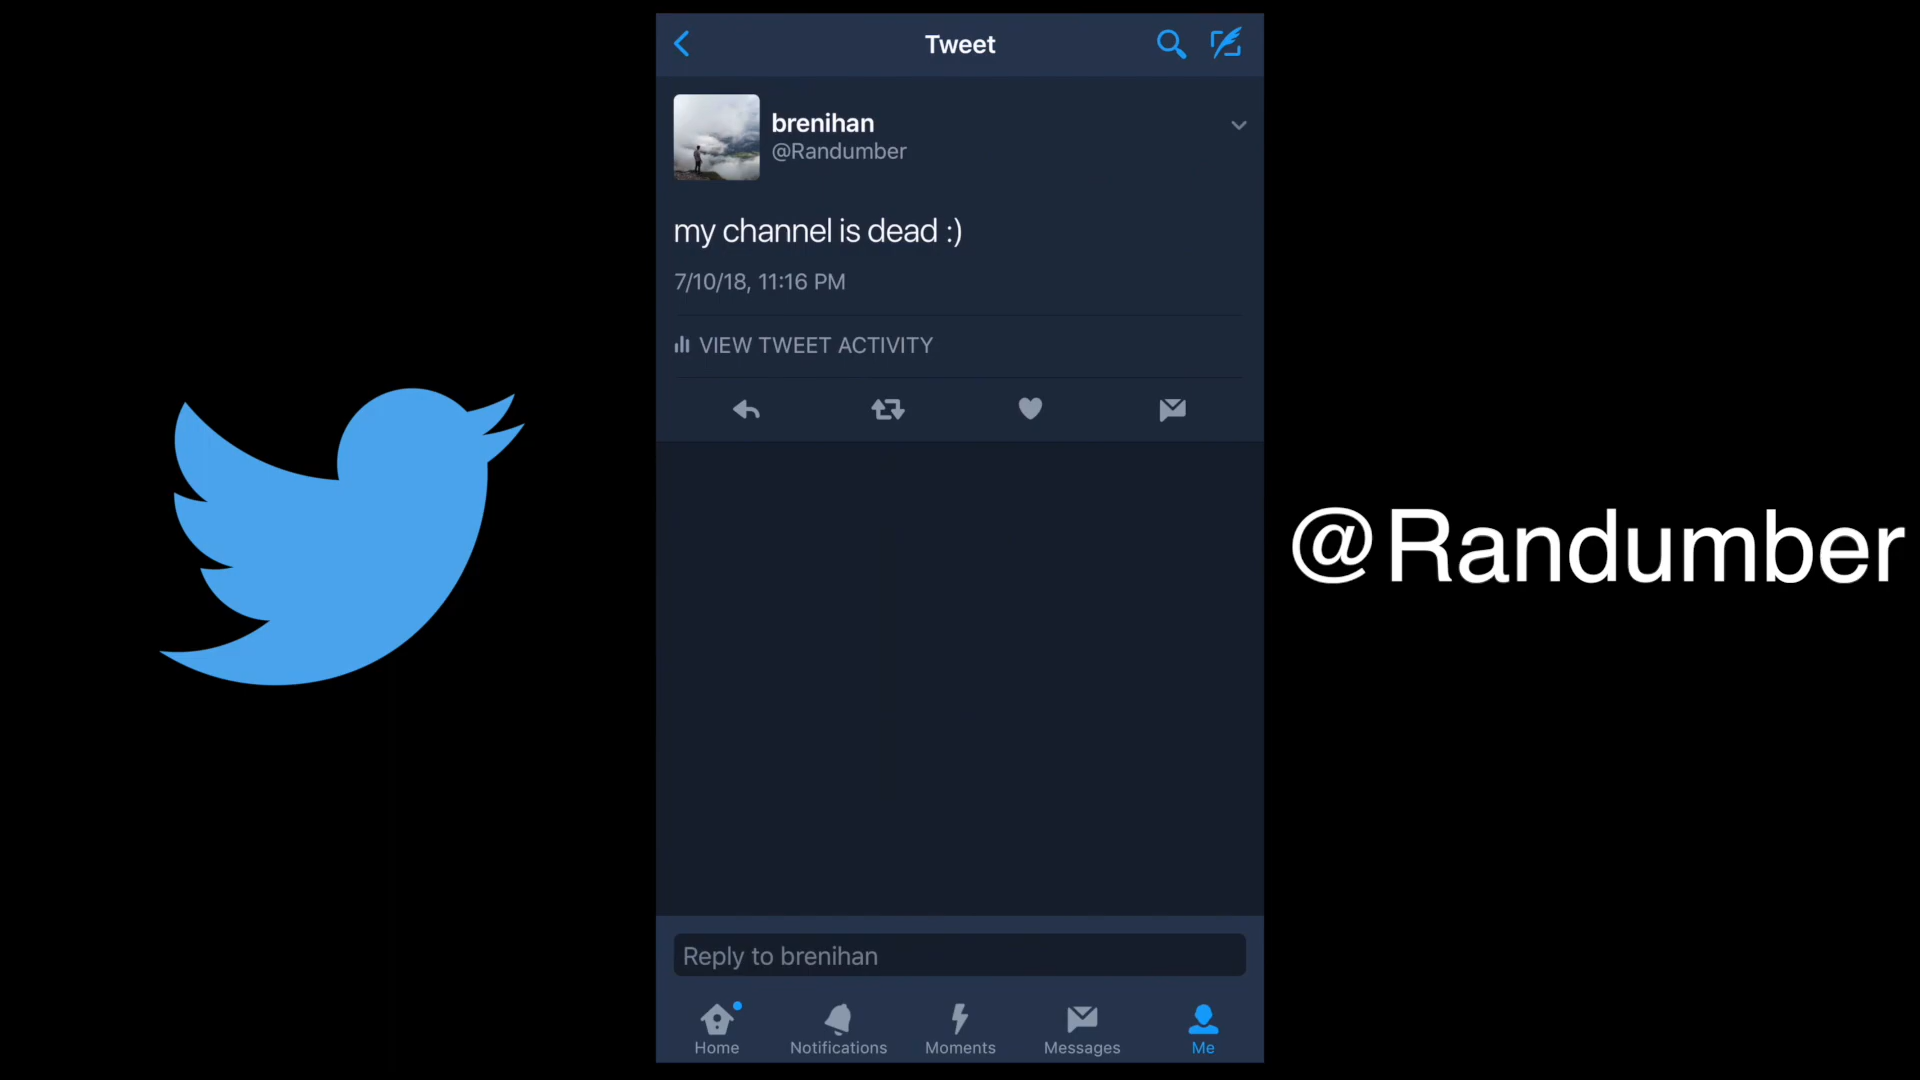 Tweet
brenihan
@Randumber
my channel is dead :)
7/10/18, 11:16 PM
VIEW TWEET ACTIVITY
@Randumber
Reply to brenihan
Home Notifications Moments Messages Me